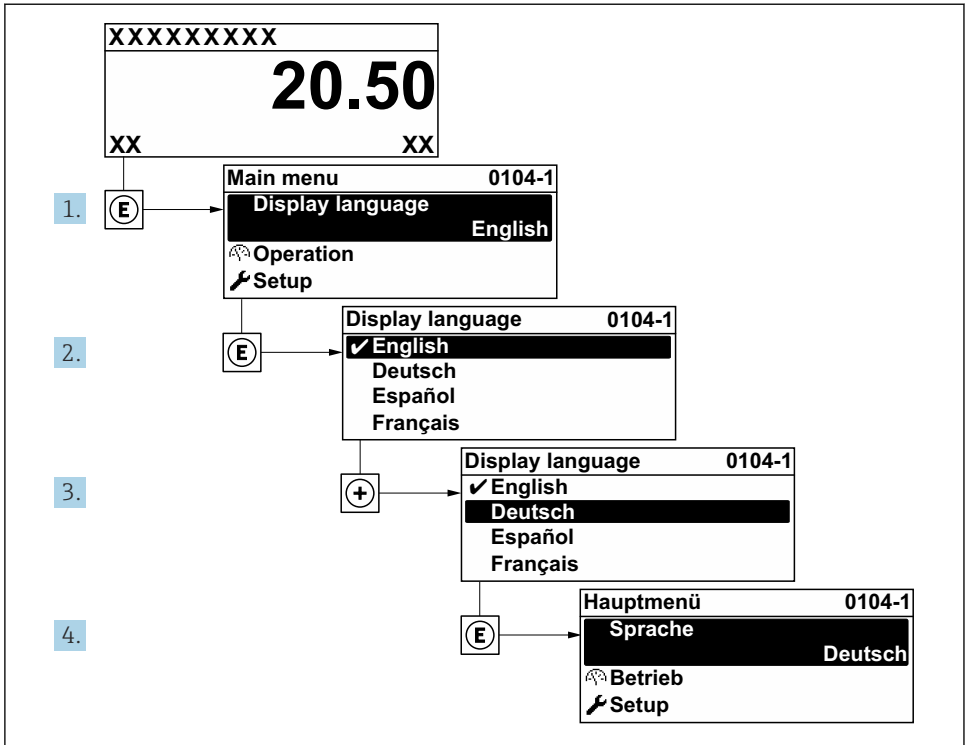 XXXXXXXXX
20.50
XX XX
1. E
Main menu 0104-1
Display language
English
Operation
Setup
2. E
Display language 0104-1
✔English
Deutsch
Español
Français
3. +
Display language 0104-1
✔English
Deutsch
Español
Français
4. E
Hauptmenü 0104-1
Sprache
Deutsch
Betrieb
Setup